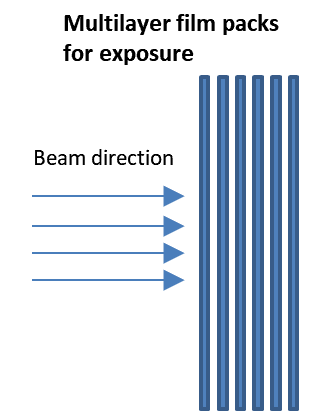 Multilayer film packs
for exposure
Beam direction